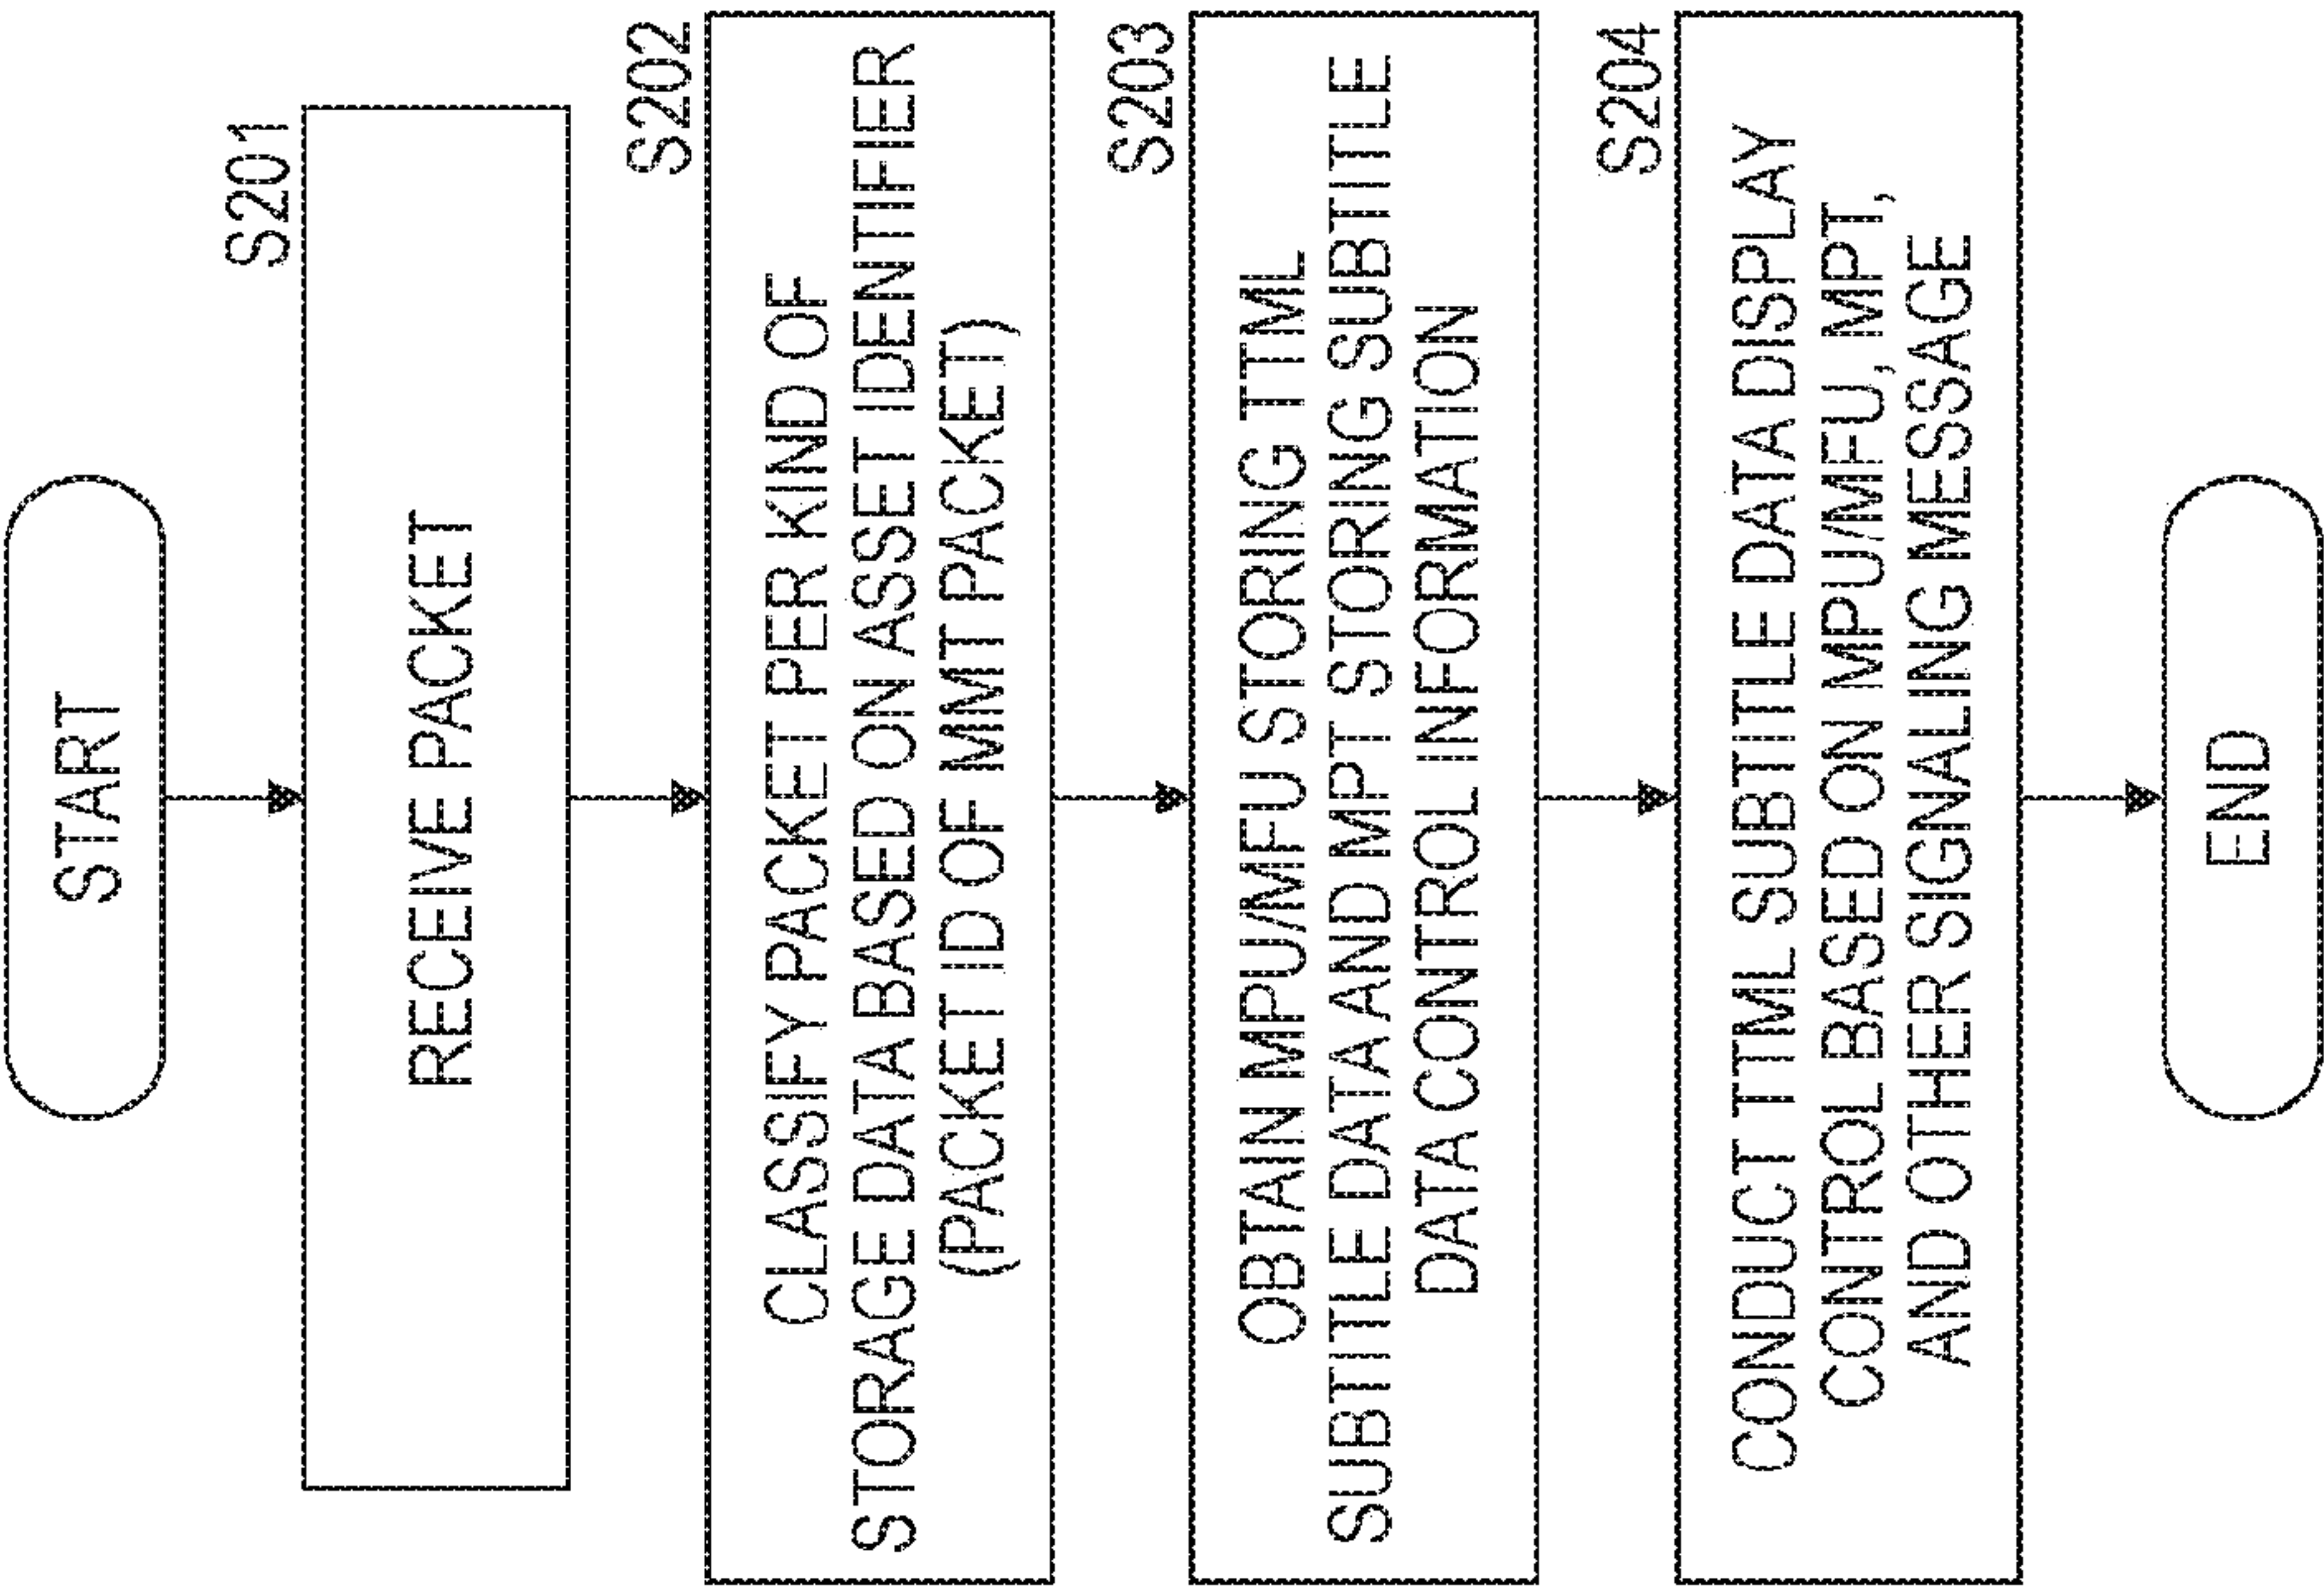 START
S201
RECEIVE PACKET
S202
CLASSIFY PACKET PER KIND OF
STORAGE DATA BASED ON ASSET IDENTIFIER
(PACKET ID OF MMT PACKET)
S203
OBTAIN MPU/MFU STORING TTML
SUBTITLE DATA AND MPT STORING SUBTITLE
DATA CONTROL INFORMATION
S204
CONDUCT TTML SUBTITLE DATA DISPLAY
CONTROL BASED ON MPU/MFU, MPT,
AND OTHER SIGNALING MESSAGE
END